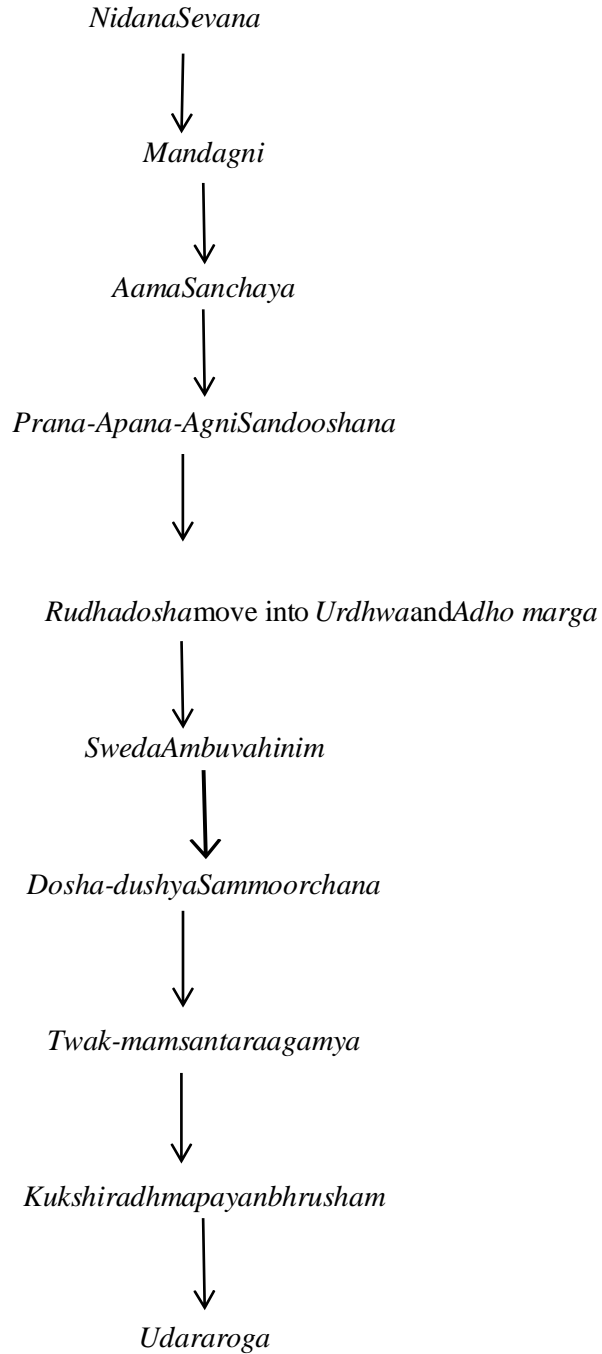 NidanaSevana
Mandagni
AamaSanchaya
Prana-Apana-AgniSandooshana
Rudhadoshamove into UrdhwaandAdho marga
SwedaAmbuvahinim
Dosha-dushyaSammoorchana
Twak-mamsantaraagamya
Kukshiradhmapayanbhrusham
Udararoga